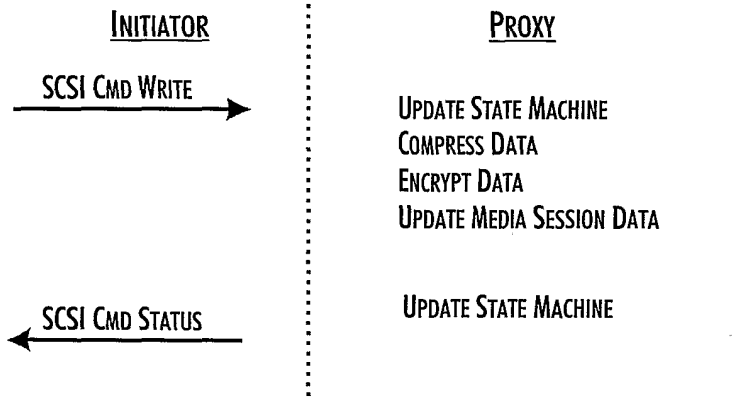 INITIATOR
PROXY
SCSI CMD WRITE
UPDATE STATE MACHINE
COMPRESS DATA
ENCRYPT DATA
UPDATE MEDIA SESSION DATA
SCSI CMD STATUS
UPDATE STATE MACHINE